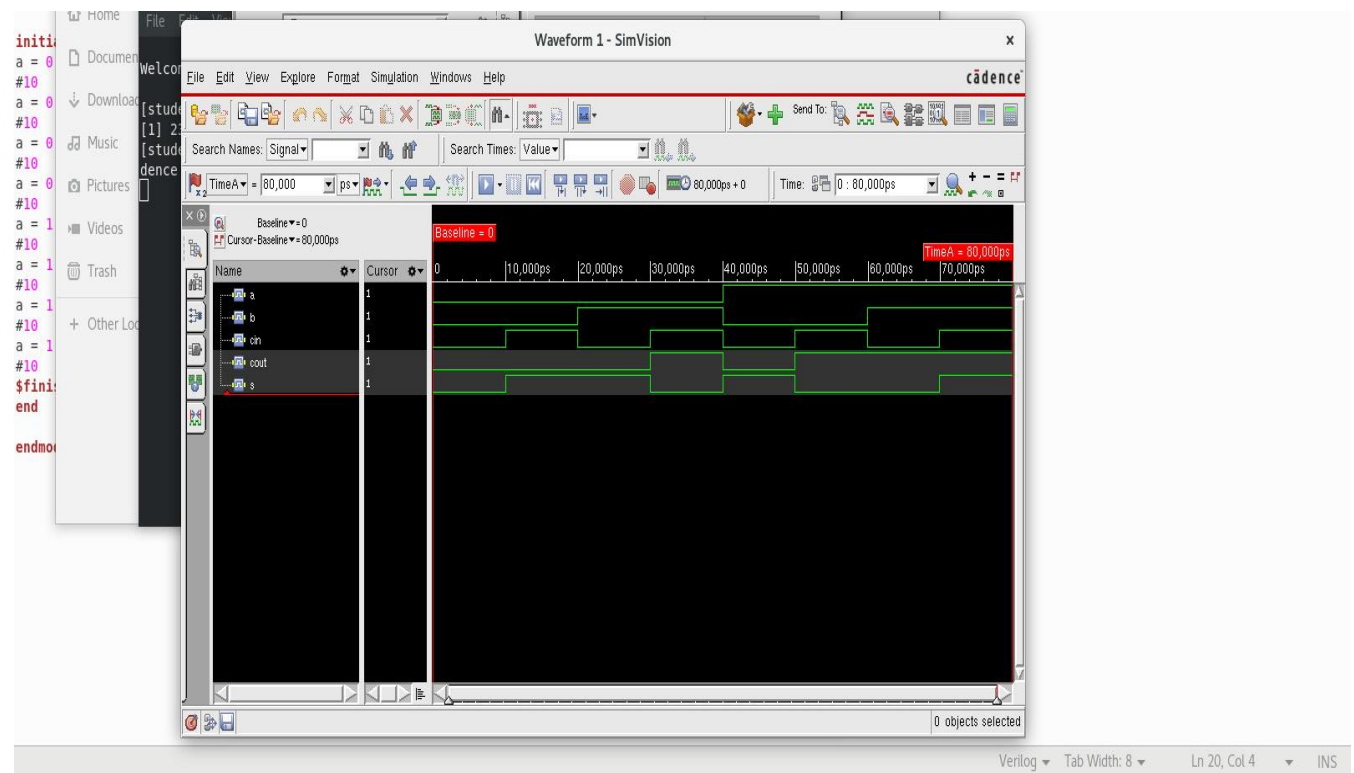 Home
File
initi
a = 0
#10
a = 0
#10
a = 0
#10
a = 0
#10
a = 1
#10
a = 1
#10
a = 1
#10
a = 1
#10
$finis
end
endmo
Documen
Downloa
Music
Pictures
Videos
Trash
+ Other Loc
Welco
[stude
[1] 2
[stude
dence
Waveform 1 - SimVision
x
File Edit View Explore Format Simulation Windows Help
cādence
Send To:
Search Names: Signal
Search Times: Value
x2 TimeA = 80,000 ps
80,000ps + 0
Time: 0 : 80,000ps
Baseline = 0
Cursor-Baseline = 80,000ps
Baseline = 0
TimeA = 80,000ps
Name
Cursor
0 10,000ps 20,000ps 30,000ps 40,000ps 50,000ps 60,000ps 70,000ps
a 1
b 1
cin 1
cout 1
s 1
0 objects selected
Verilog Tab Width: 8 Ln 20, Col 4 INS